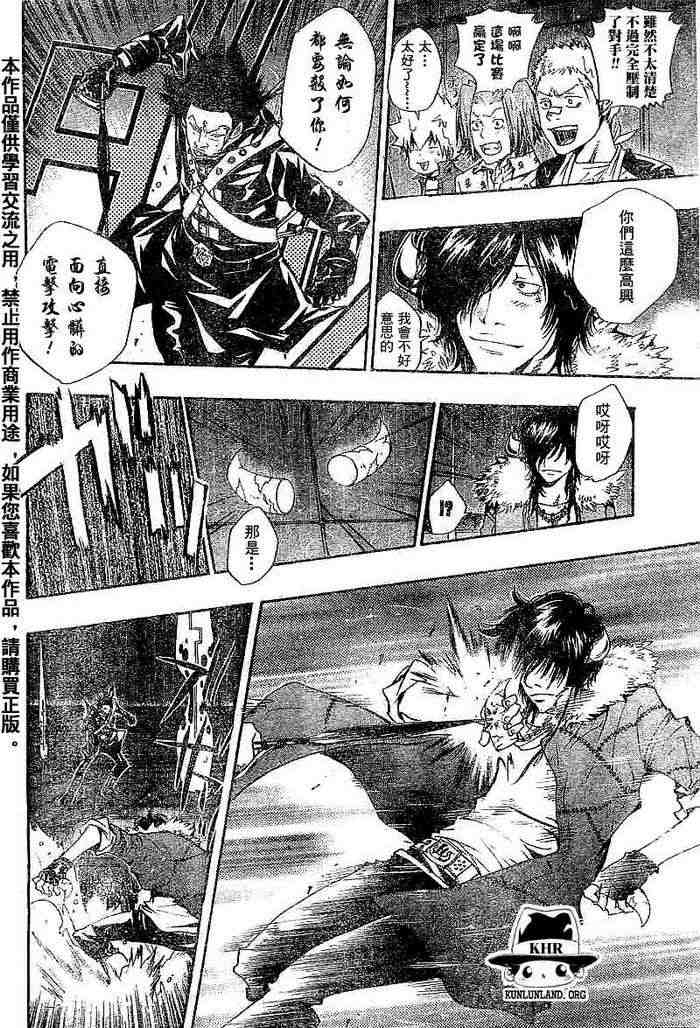 雖然不太清楚
不過完全壓制
了對手!!
啊啊
這場比賽
贏定了
太…
太好了～～
無論如何
都要殺了你！
直接
面向心臟的
電擊攻擊！
你們這麼高興
我會不好
意思的
哎呀哎呀
!?
那是……
本作品僅供學習交流之用，禁止用作商業用途，如果您喜歡本作品，請購買正版。
KHR
KUNLUNLAND.ORG